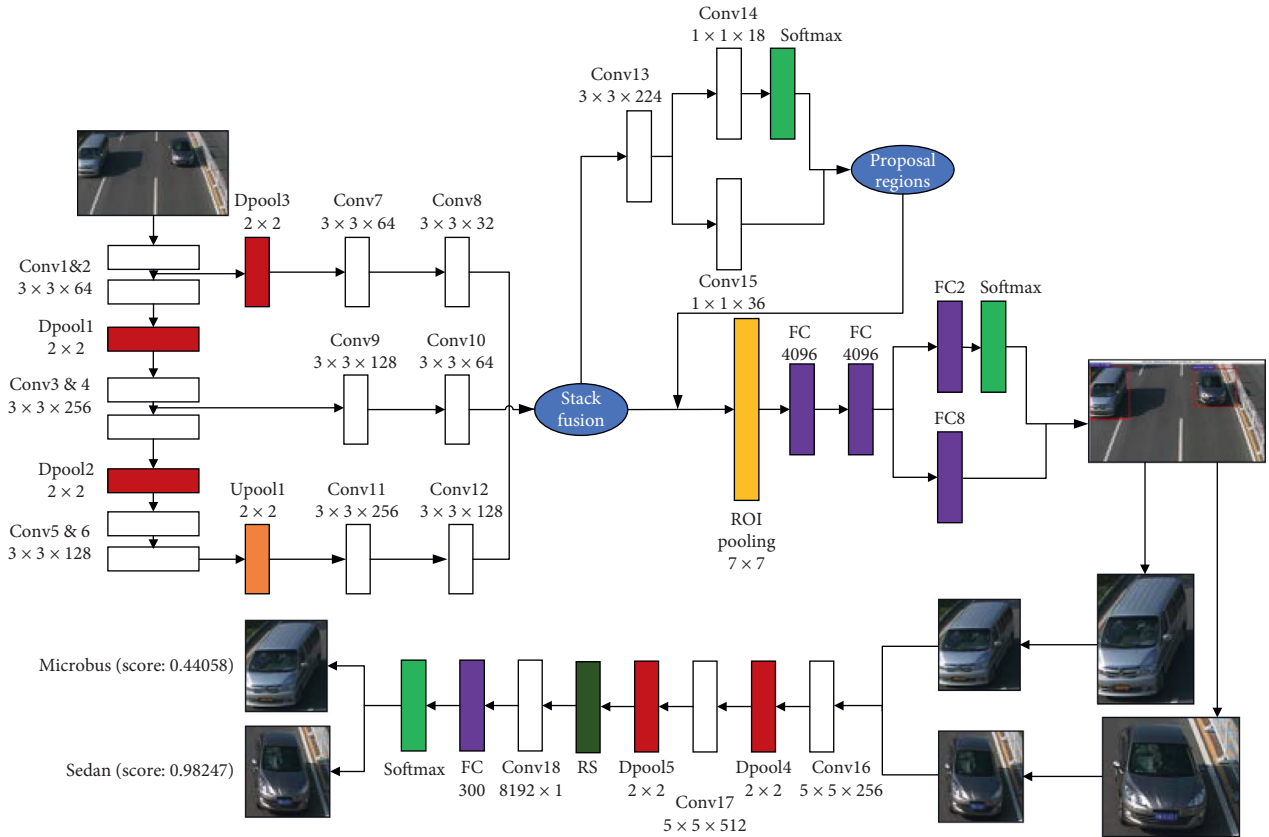 Conv14
1 × 1 × 18
Softmax
Conv13
3 × 3 × 224
Proposal
regions
Dpool3
2 × 2
Conv7
3 × 3 × 64
Conv8
3 × 3 × 32
Conv1&2
3 × 3 × 64
Conv15
1 × 1 × 36
Dpool1
2 × 2
Conv9
3 × 3 × 128
Conv10
3 × 3 × 64
FC
4096
FC
4096
FC2
Softmax
Conv3 & 4
3 × 3 × 256
Stack
fusion
FC8
Dpool2
2 × 2
Upool1
2 × 2
Conv11
3 × 3 × 256
Conv12
3 × 3 × 128
Conv5 & 6
3 × 3 × 128
ROI
pooling
7 × 7
Microbus (score: 0.44058)
Sedan (score: 0.98247)
Softmax
FC
300
Conv18
8192 × 1
RS
Dpool5
2 × 2
Conv17
5 × 5 × 512
Dpool4
2 × 2
Conv16
5 × 5 × 256